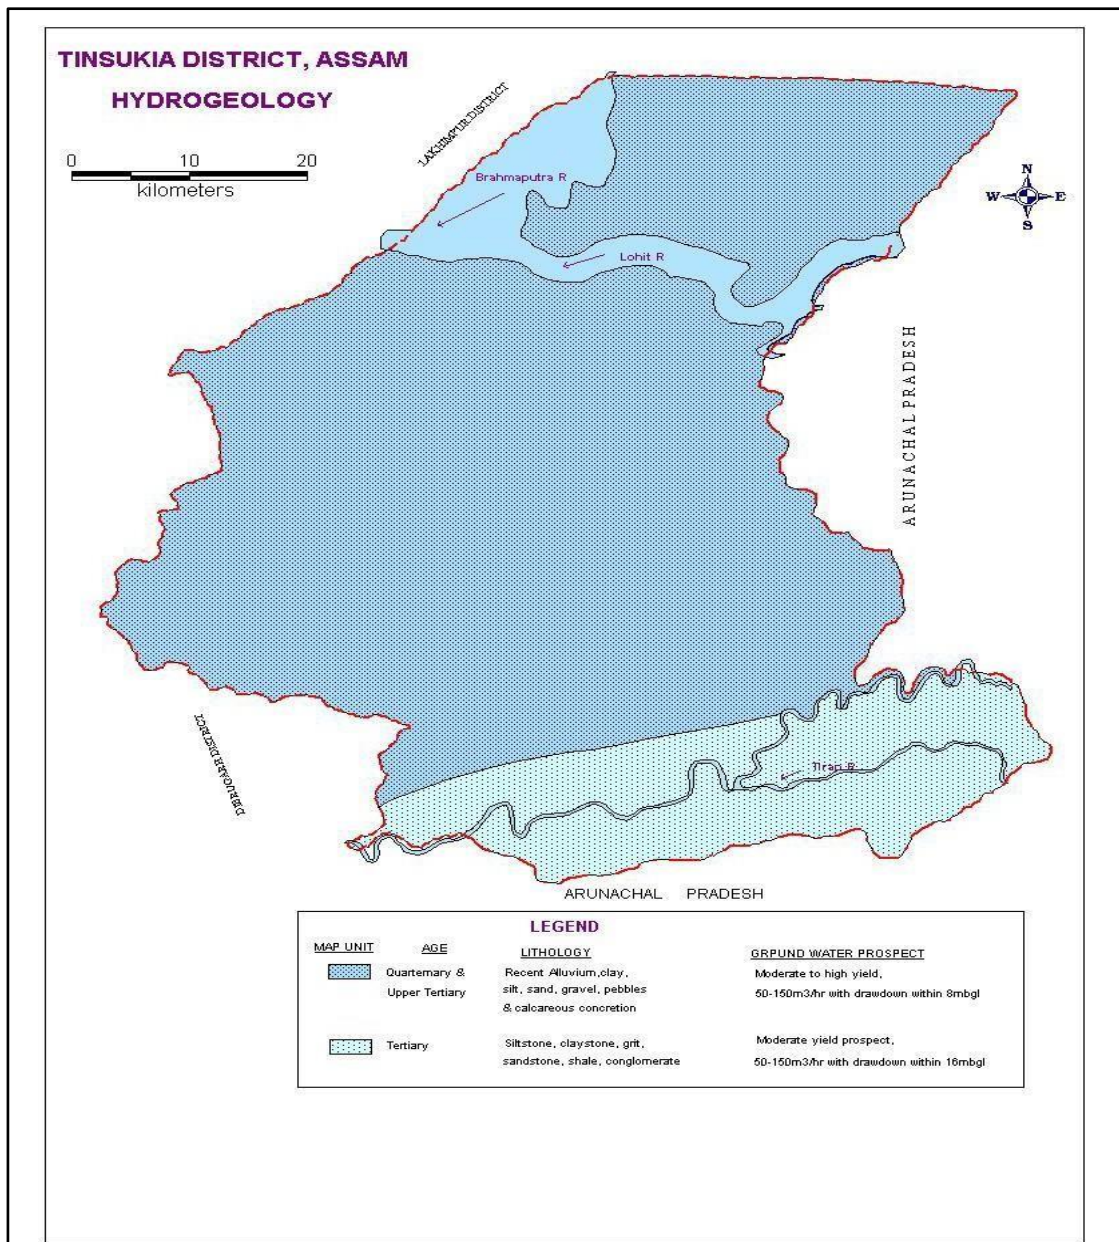 TINSUKIA DISTRICT, ASSAM
HYDROGEOLOGY
0 10 20
kilometers
LAKHIMPUR DISTRICT
Brahmaputra R
Lohit R
N
W E
S
ARUNACHAL PRADESH
DIBRUGARH DISTRICT
Tirap R
ARUNACHAL PRADESH
LEGEND
MAP UNIT AGE LITHOLOGY GRPUND WATER PROSPECT
Quarternary & Recent Alluvium,clay, Moderate to high yield,
Upper Tertiary silt, sand, gravel, pebbles 50-150m3/hr with drawdown within 8mbgl
& calcareous concretion
Tertiary Siltstone, claystone, grit, Moderate yield prospect,
sandstone, shale, conglomerate 50-150m3/hr with drawdown within 16mbgl